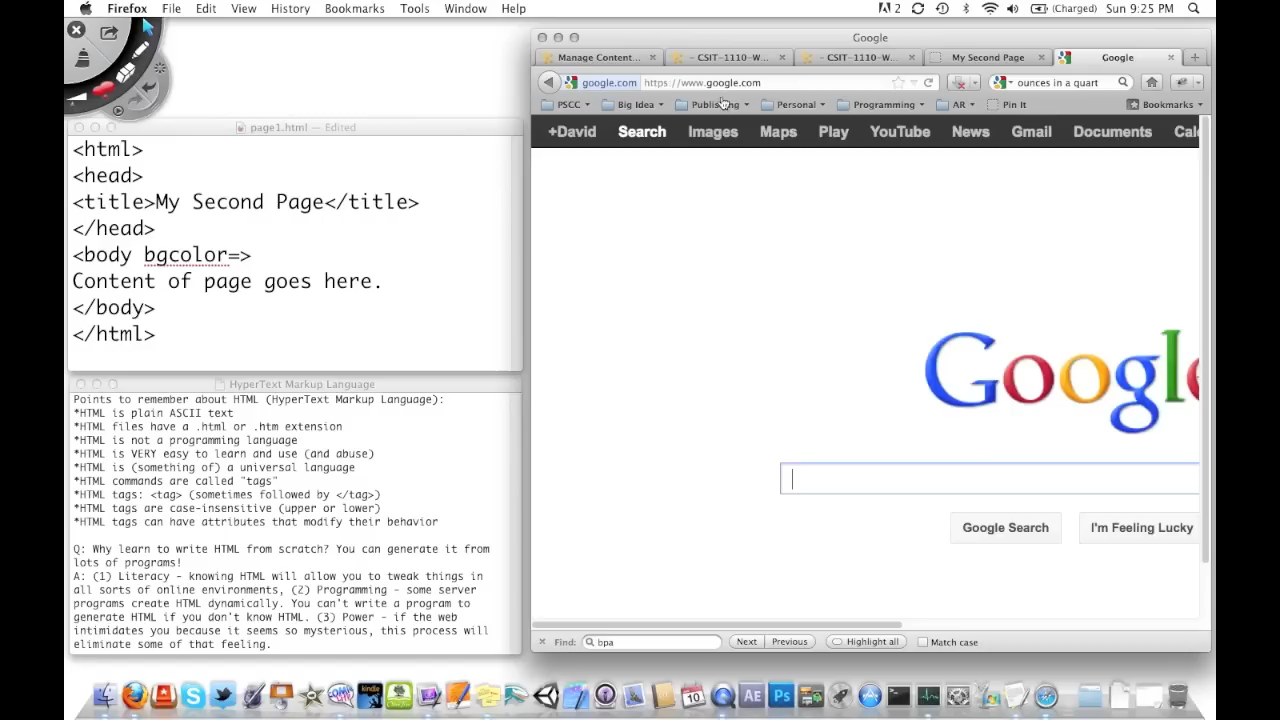 Firefox File Edit View History Bookmarks Tools Window Help
2 (Charged) Sun 9:25 PM
Google
Manage Content... - CSIT-1110-W... - CSIT-1110-W... My Second Page Google
google.com https://www.google.com ounces in a quart
PSCC Big Idea Publishing Personal Programming AR Pin It Bookmarks
+David Search Images Maps Play YouTube News Gmail Documents
Google Search I'm Feeling Lucky
Find: bpa Next Previous Highlight all Match case
page1.html — Edited
<html>
<head>
<title>My Second Page</title>
</head>
<body bgcolor=>
Content of page goes here.
</body>
</html>
HyperText Markup Language
Points to remember about HTML (HyperText Markup Language):
*HTML is plain ASCII text
*HTML files have a .html or .htm extension
*HTML is not a programming language
*HTML is VERY easy to learn and use (and abuse)
*HTML is (something of) a universal language
*HTML commands are called "tags"
*HTML tags: <tag> (sometimes followed by </tag>)
*HTML tags are case-insensitive (upper or lower)
*HTML tags can have attributes that modify their behavior
Q: Why learn to write HTML from scratch? You can generate it from
lots of programs!
A: (1) Literacy - knowing HTML will allow you to tweak things in
all sorts of online environments, (2) Programming - some server
programs create HTML dynamically. You can't write a program to
generate HTML if you don't know HTML. (3) Power - if the web
intimidates you because it seems so mysterious, this process will
eliminate some of that feeling.